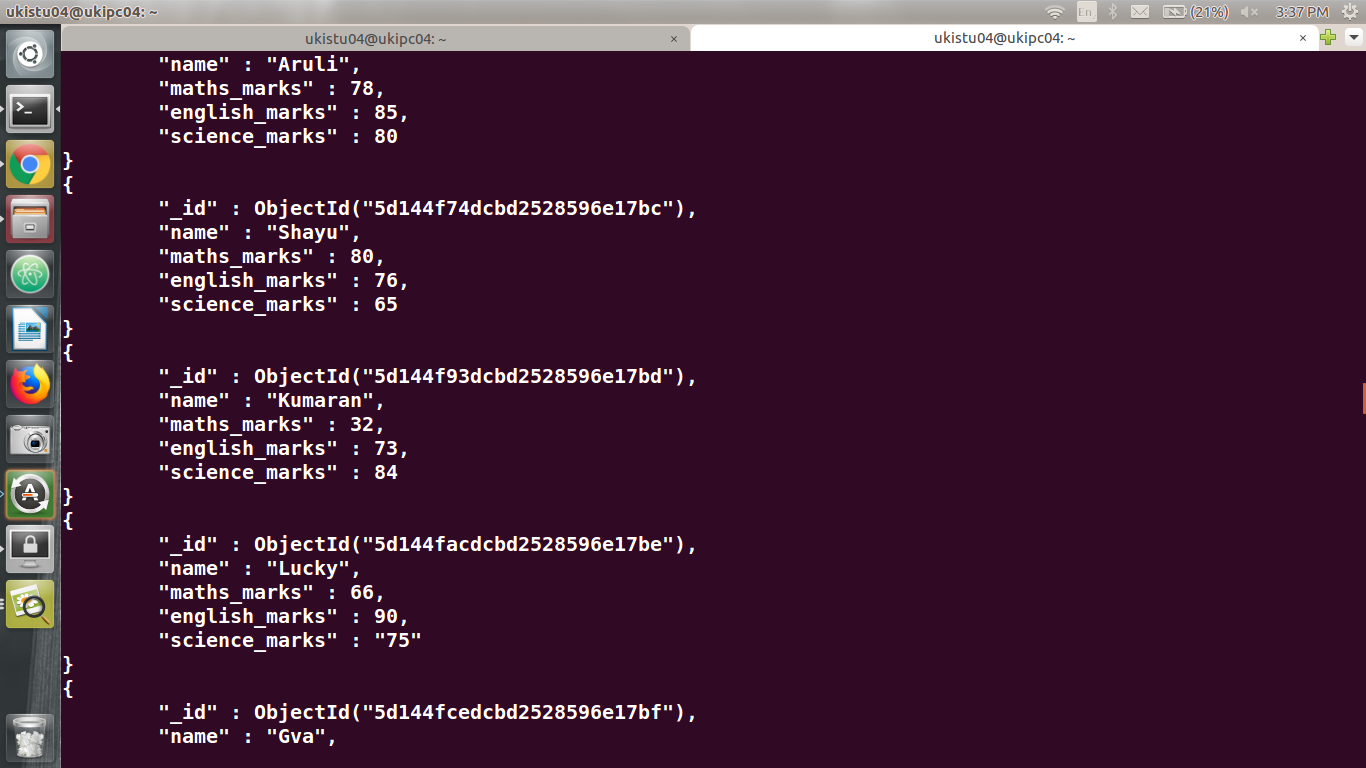 ukistu04@ukipc04: ~
En
(21%)
3:37 PM
ukistu04@ukipc04: ~ ×
ukistu04@ukipc04: ~ ×
"name" : "Aruli",
"maths_marks" : 78,
"english_marks" : 85,
"science_marks" : 80
}
{
"_id" : ObjectId("5d144f74dcbd2528596e17bc"),
"name" : "Shayu",
"maths_marks" : 80,
"english_marks" : 76,
"science_marks" : 65
}
{
"_id" : ObjectId("5d144f93dcbd2528596e17bd"),
"name" : "Kumaran",
"maths_marks" : 32,
"english_marks" : 73,
"science_marks" : 84
}
{
"_id" : ObjectId("5d144facdcbd2528596e17be"),
"name" : "Lucky",
"maths_marks" : 66,
"english_marks" : 90,
"science_marks" : "75"
}
{
"_id" : ObjectId("5d144fcedcbd2528596e17bf"),
"name" : "Gva",